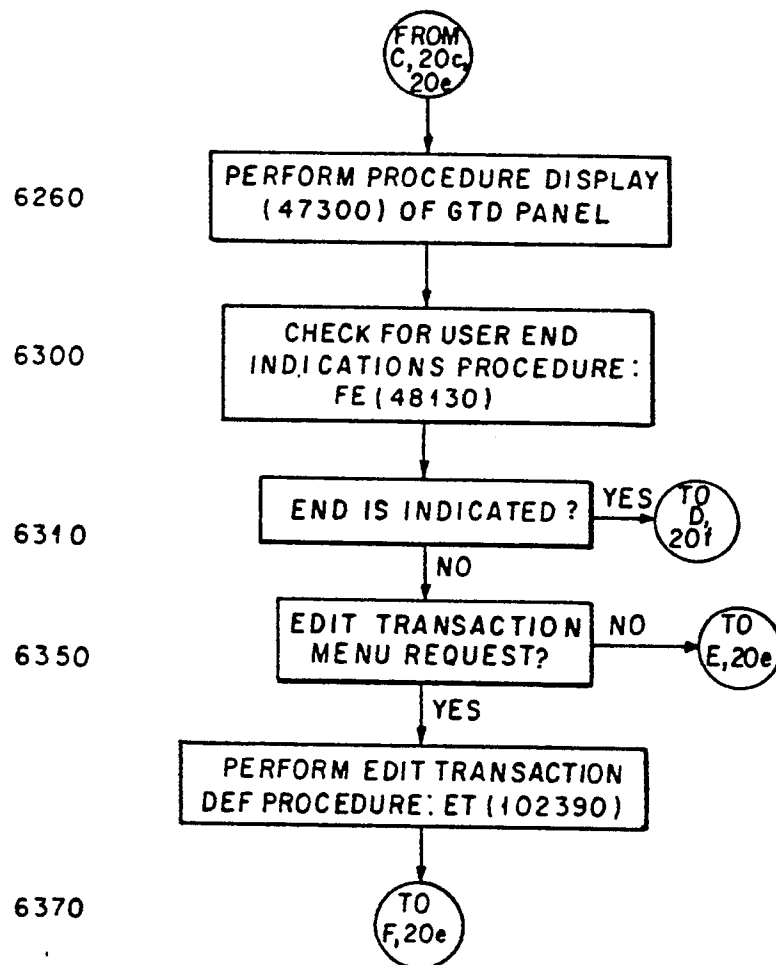 FROM
C, 20c,
20e
6260
PERFORM PROCEDURE DISPLAY
(47300) OF GTD PANEL
6300
CHECK FOR USER END
INDICATIONS PROCEDURE:
FE (48130)
6310
END IS INDICATED?
YES
TO
D,
20f
NO
6350
EDIT TRANSACTION
MENU REQUEST?
NO
TO
E, 20e
YES
PERFORM EDIT TRANSACTION
DEF PROCEDURE: ET (102390)
6370
TO
F, 20e